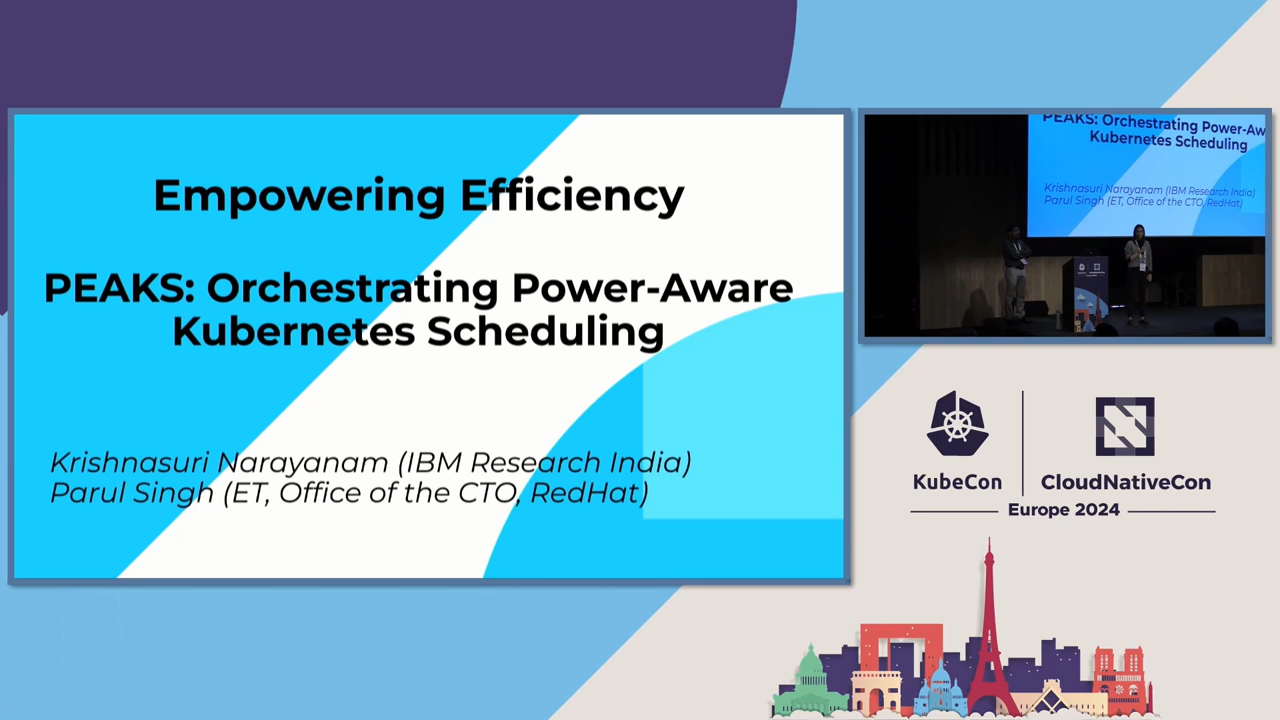 Empowering Efficiency
PEAKS: Orchestrating Power-Aware
Kubernetes Scheduling
Krishnasuri Narayanam (IBM Research India)
Parul Singh (ET, Office of the CTO, RedHat)
PEAKS: Orchestrating Power-Aw
Kubernetes Scheduling
Krishnasuri Narayanam (IBM Research India)
Parul Singh (ET, Office of the CTO, RedHat)
KubeCon
CloudNativeCon
Europe 2024